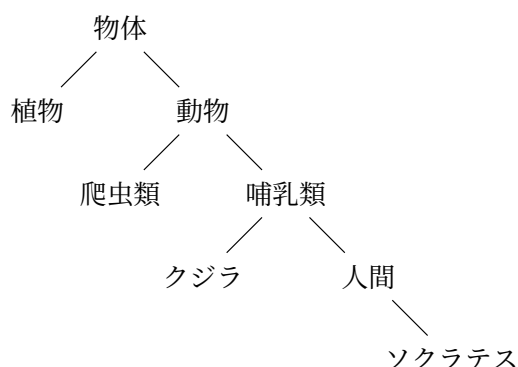 物体
植物 動物
爬虫類 哺乳類
クジラ 人間
ソクラテス